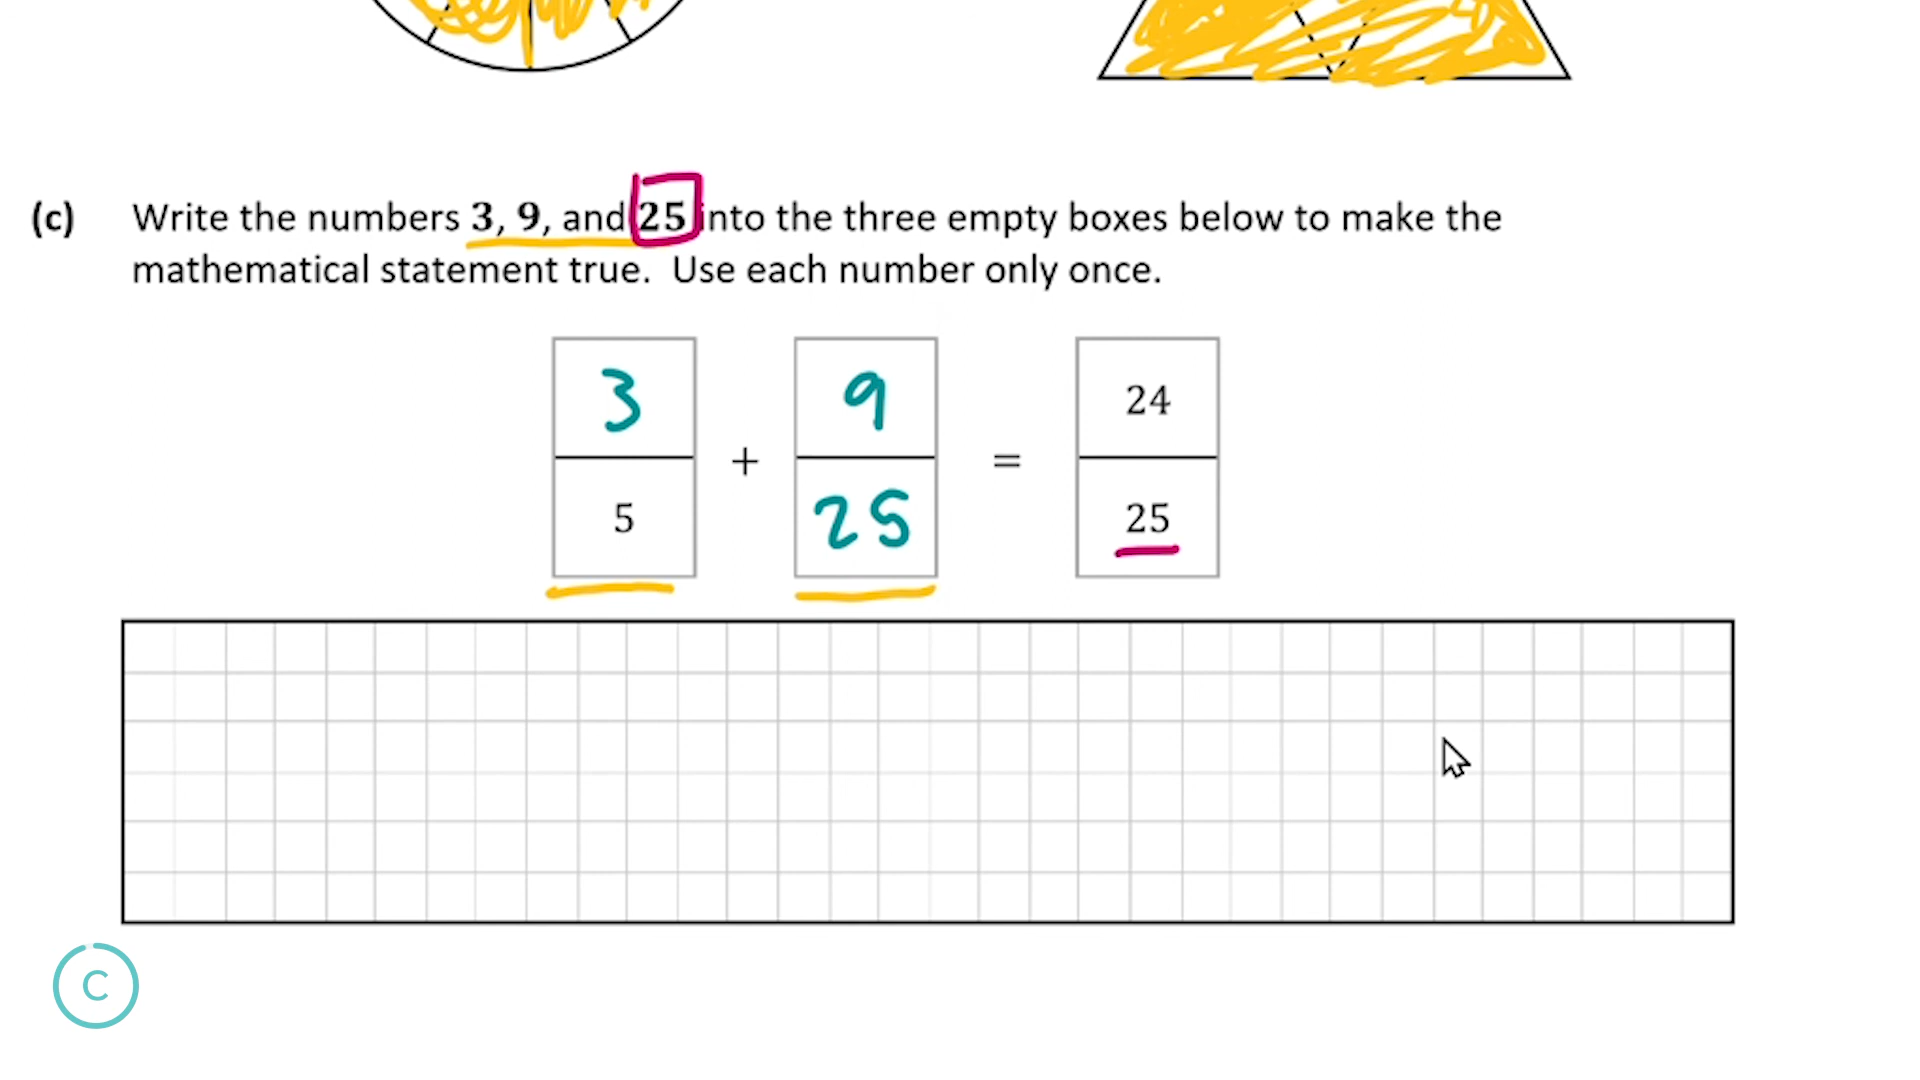 (c) Write the numbers 3, 9, and 25 into the three empty boxes below to make the
mathematical statement true. Use each number only once.
3 9 24
+ =
5 25 25
C